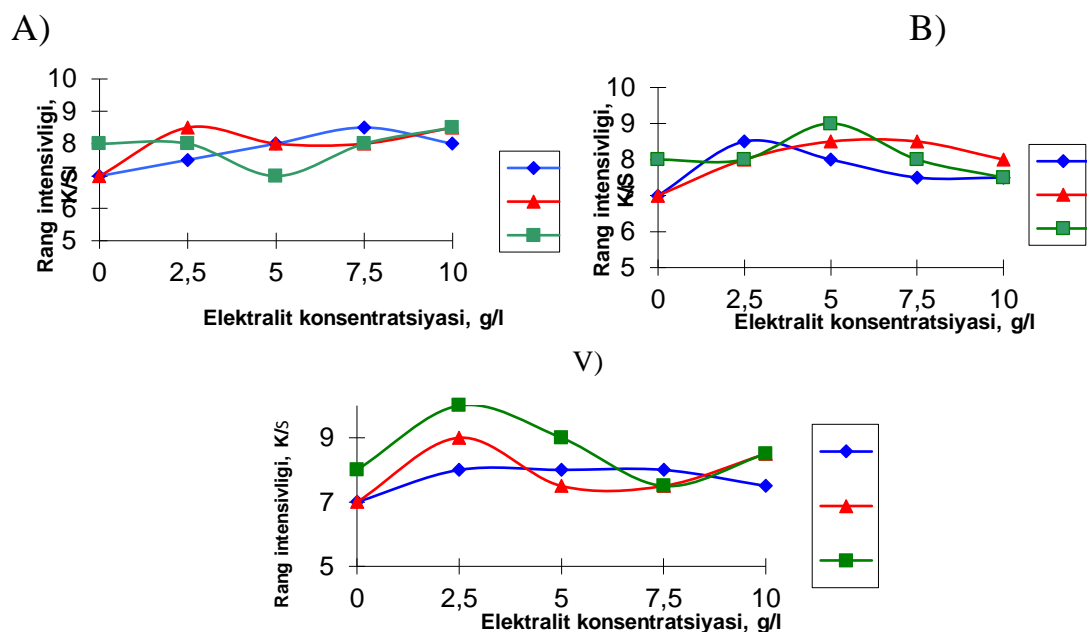 A)
B)
Rang intensivligi,
K/S
10
9
8
7
6
5
0 2,5 5 7,5 10
Elektralit konsentratsiyasi, g/l
Rang intensivligi,
K/S
10
9
8
7
6
5
0 2,5 5 7,5 10
Elektralit konsentratsiyasi, g/l
V)
Rang intensivligi, K/S
9
7
5
0 2,5 5 7,5 10
Elektralit konsentratsiyasi, g/l